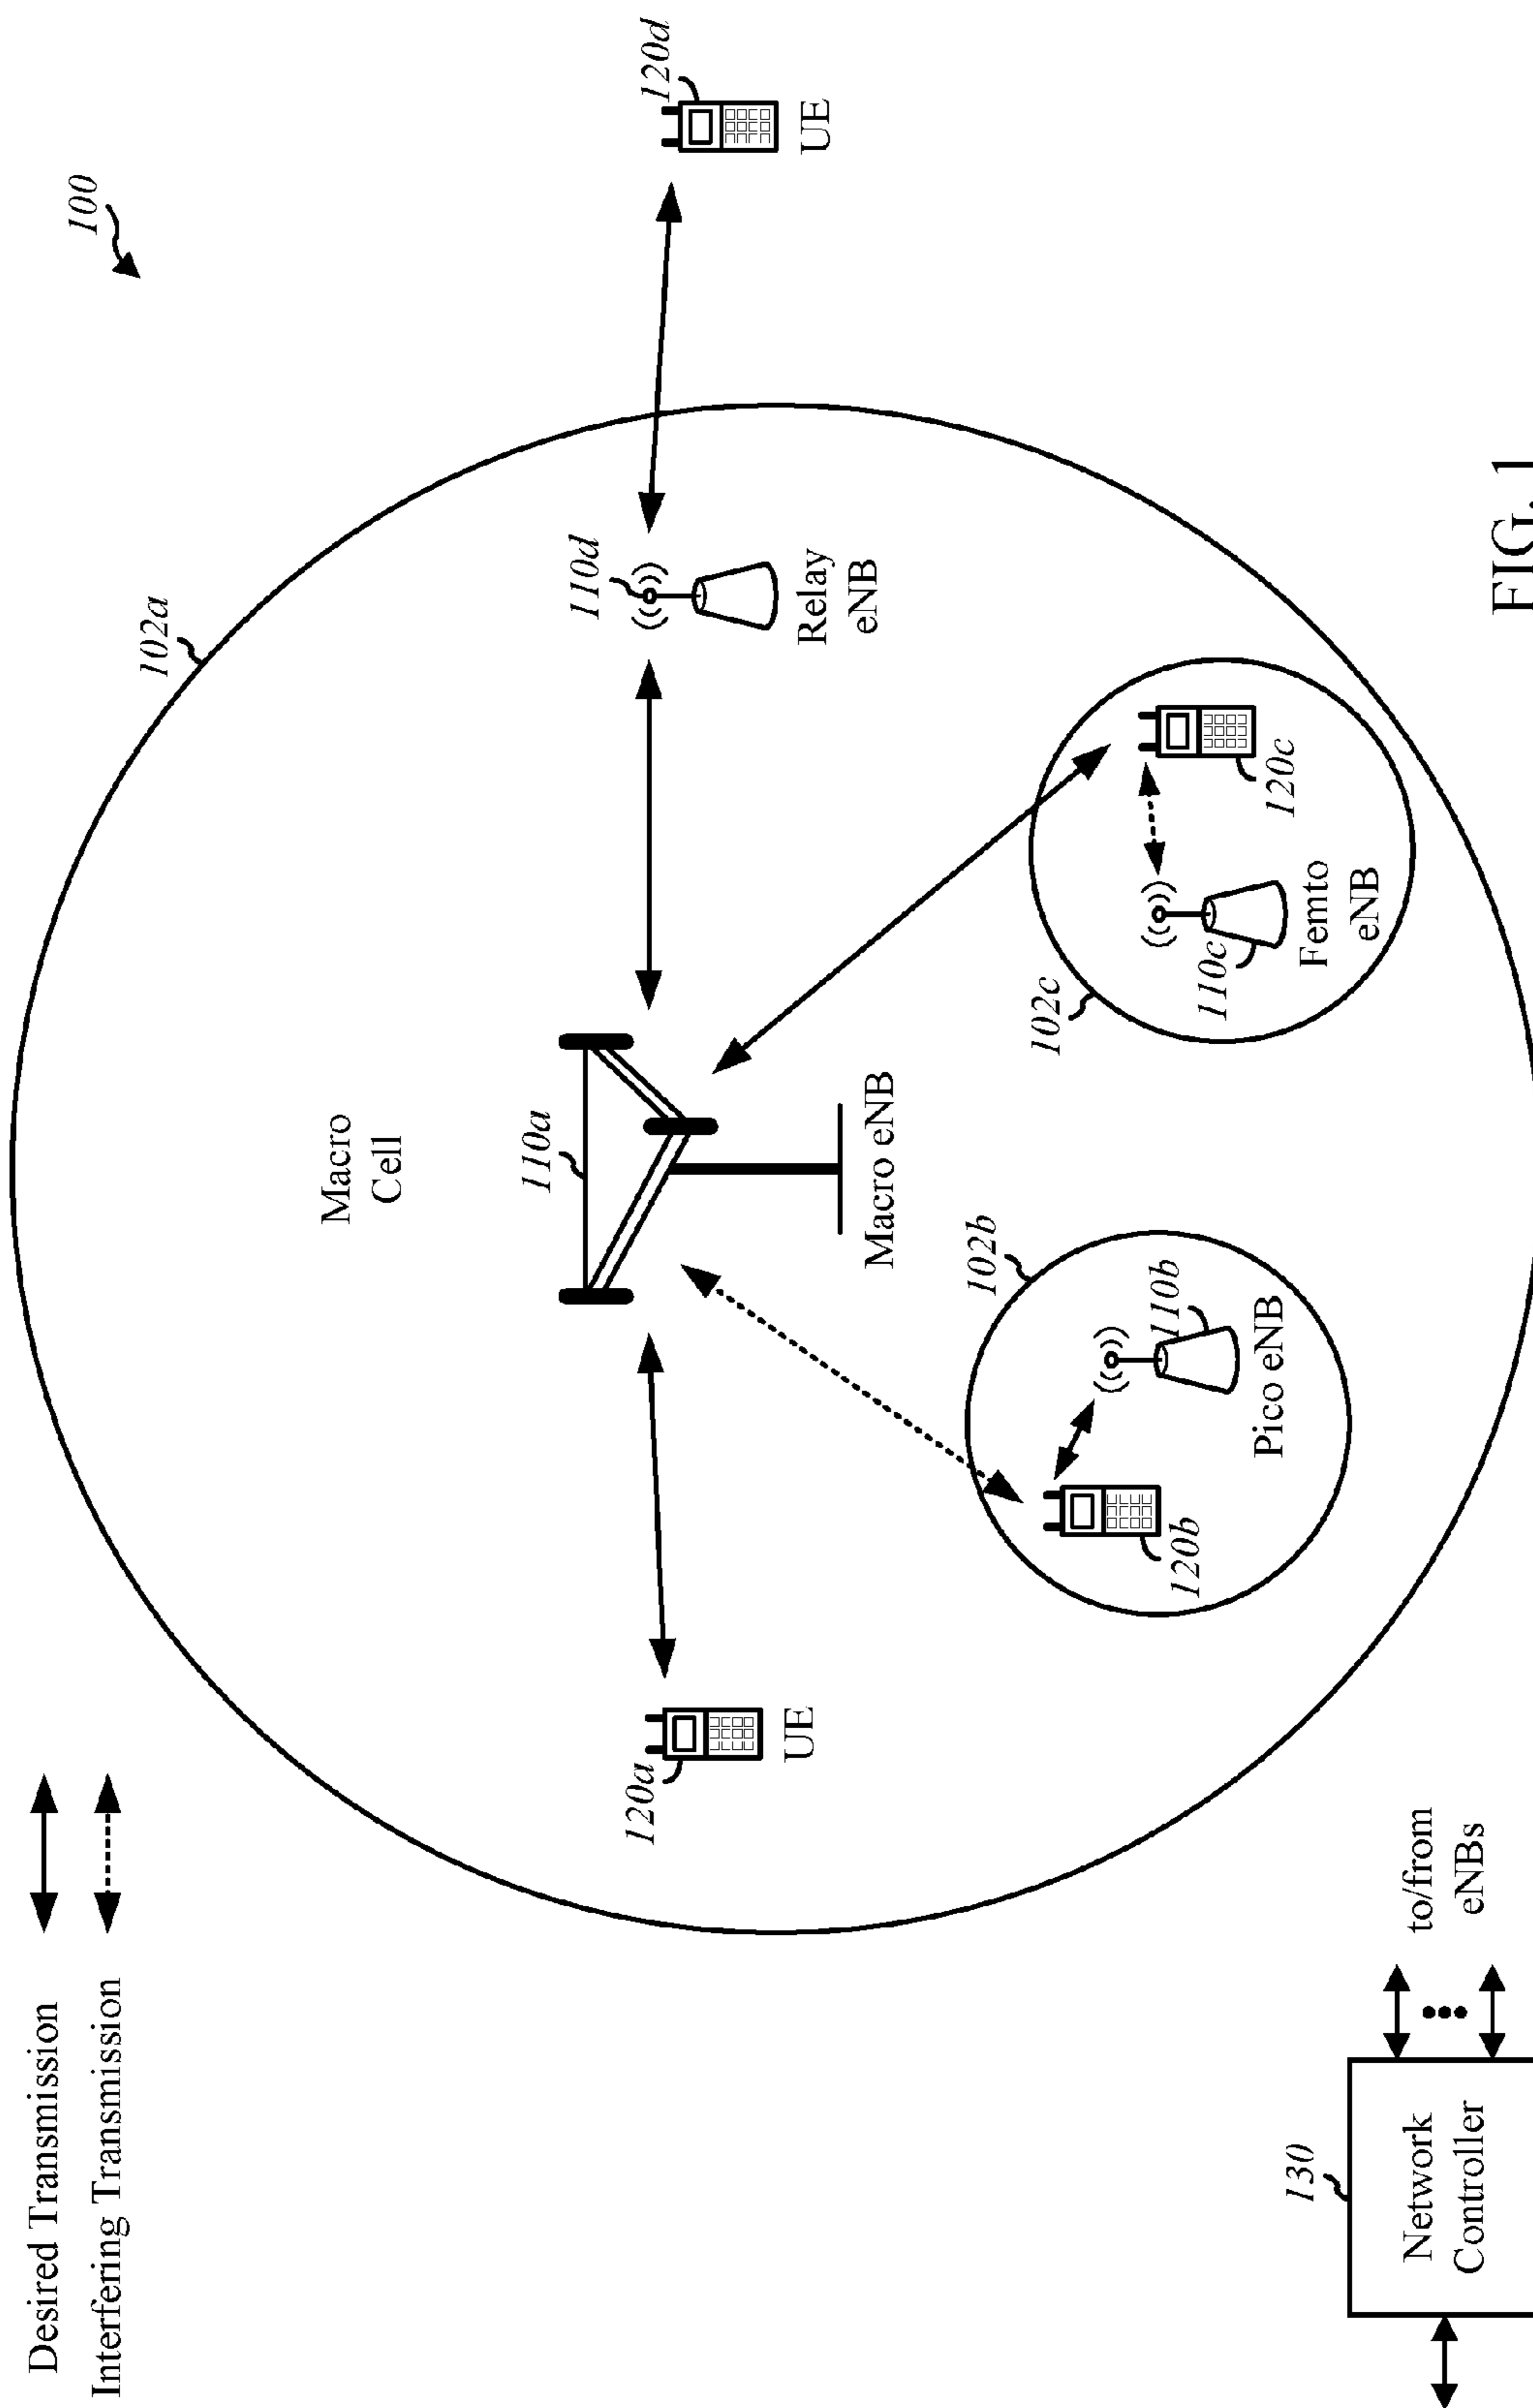 100
Desired Transmission
Interfering Transmission
102a
Macro
Cell
110a
110d
120d
120a
UE
Relay
eNB
UE
Macro eNB
102b
102c
110b
120b
Pico eNB
110c
120c
Femto
eNB
130
Network
Controller
to/from
eNBs
FIG. 1